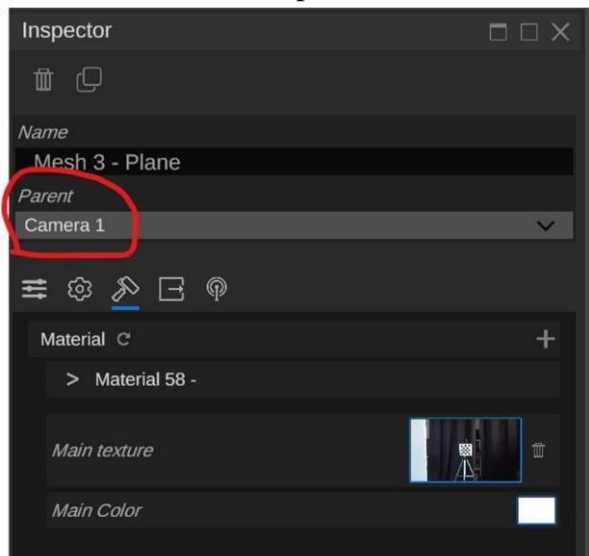 Inspector
Name
Mesh 3 - Plane
Parent
Camera 1
Material
> Material 58 -
Main texture
Main Color